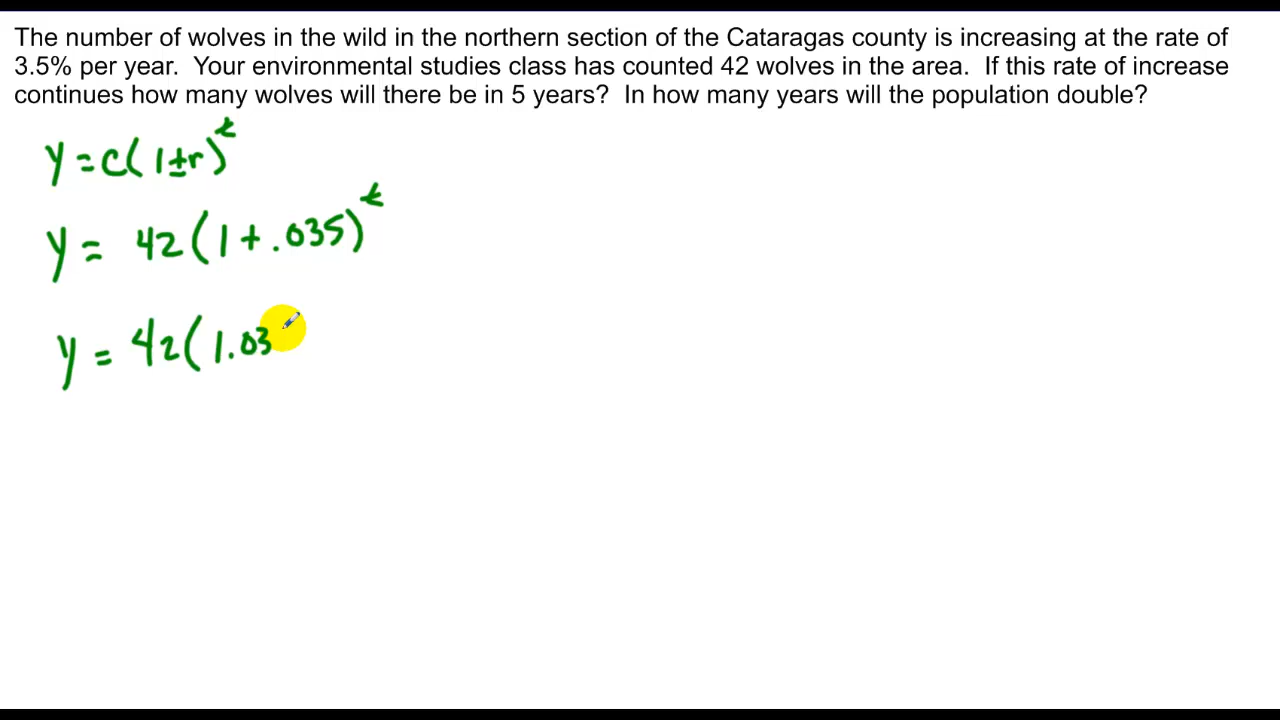 The number of wolves in the wild in the northern section of the Cataragas county is increasing at the rate of
3.5% per year.  Your environmental studies class has counted 42 wolves in the area.  If this rate of increase
continues how many wolves will there be in 5 years?  In how many years will the population double?
y = c(1±r)^t
y = 42(1+.035)^t
y = 42(1.03